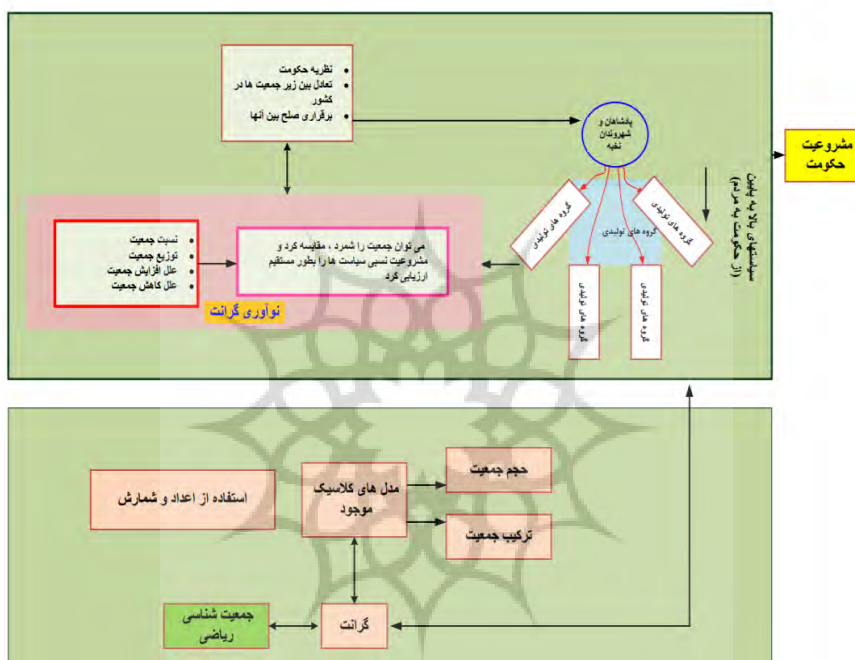 نظریه حکومت
تعادل بین زیر جمعیت ها در
کشور
برقراری صلح بین آنها
پادشاهان و
شهروندان
نخبه
مشروعیت
حکومت
سیاستهای بالا به پایین
(از حکومت به مردم)
گروه های تولیدی
گروه های تولیدی
گروه های تولیدی
گروه های تولیدی
گروه های تولیدی
می توان جمعیت را شمرد ، مقایسه کرد و
مشروعیت نسبی سیاست ها را بطور مستقیم
ارزیابی کرد
نسبت جمعیت
توزیع جمعیت
علل افزایش جمعیت
علل کاهش جمعیت
نوآوری گرانت
حجم جمعیت
مدل های کلاسیک
موجود
استفاده از اعداد و شمارش
ترکیب جمعیت
گرانت
جمعیت شناسی
ریاضی